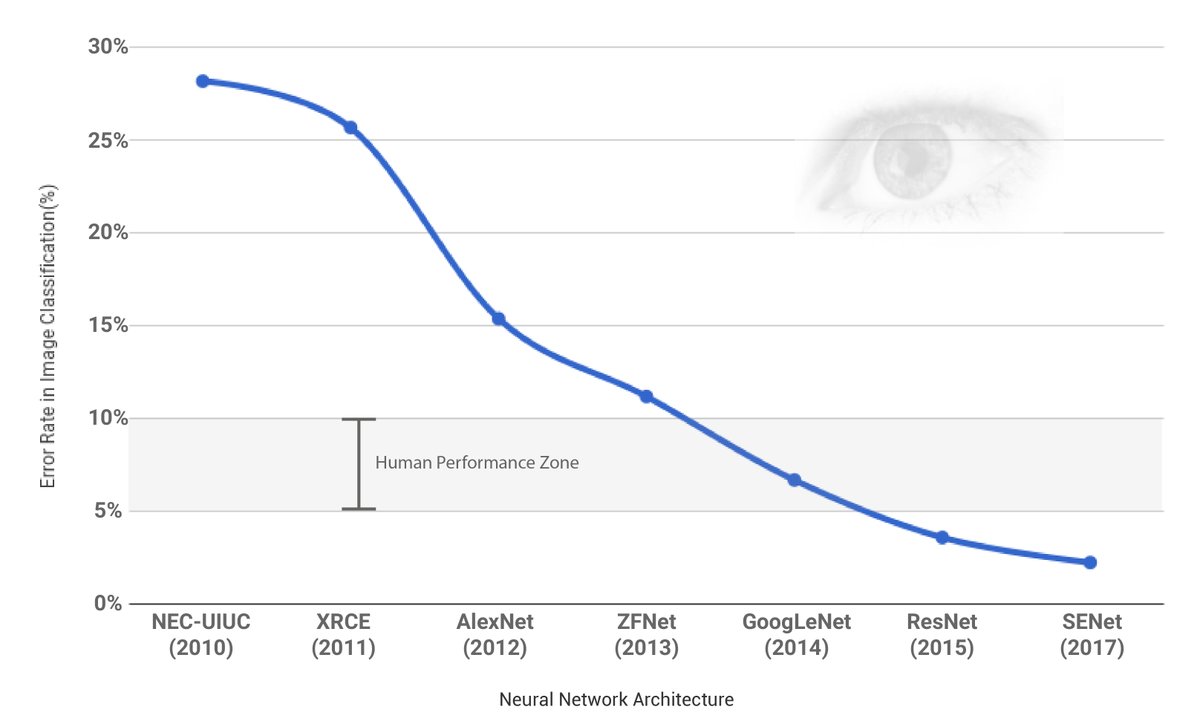 30%
25%
20%
15%
10%
5%
0%
Error Rate in Image Classification(%)
Human Performance Zone
NEC-UIUC
(2010)
XRCE
(2011)
AlexNet
(2012)
ZFNet
(2013)
GoogLeNet
(2014)
ResNet
(2015)
SENet
(2017)
Neural Network Architecture